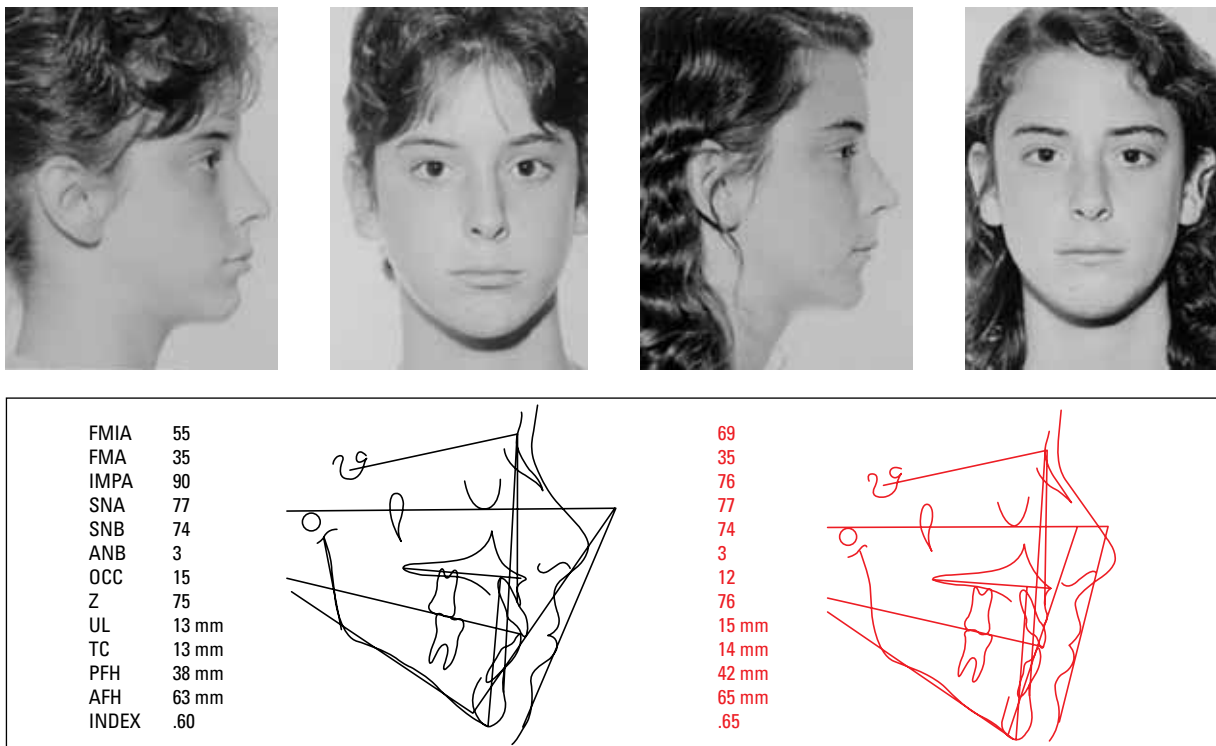 FMIA 55 69
FMA 35 35
IMPA 90 76
SNA 77 77
SNB 74 74
ANB 3 3
OCC 15 12
Z 75 76
UL 13 mm 15 mm
TC 13 mm 14 mm
PFH 38 mm 42 mm
AFH 63 mm 65 mm
INDEX .60 .65